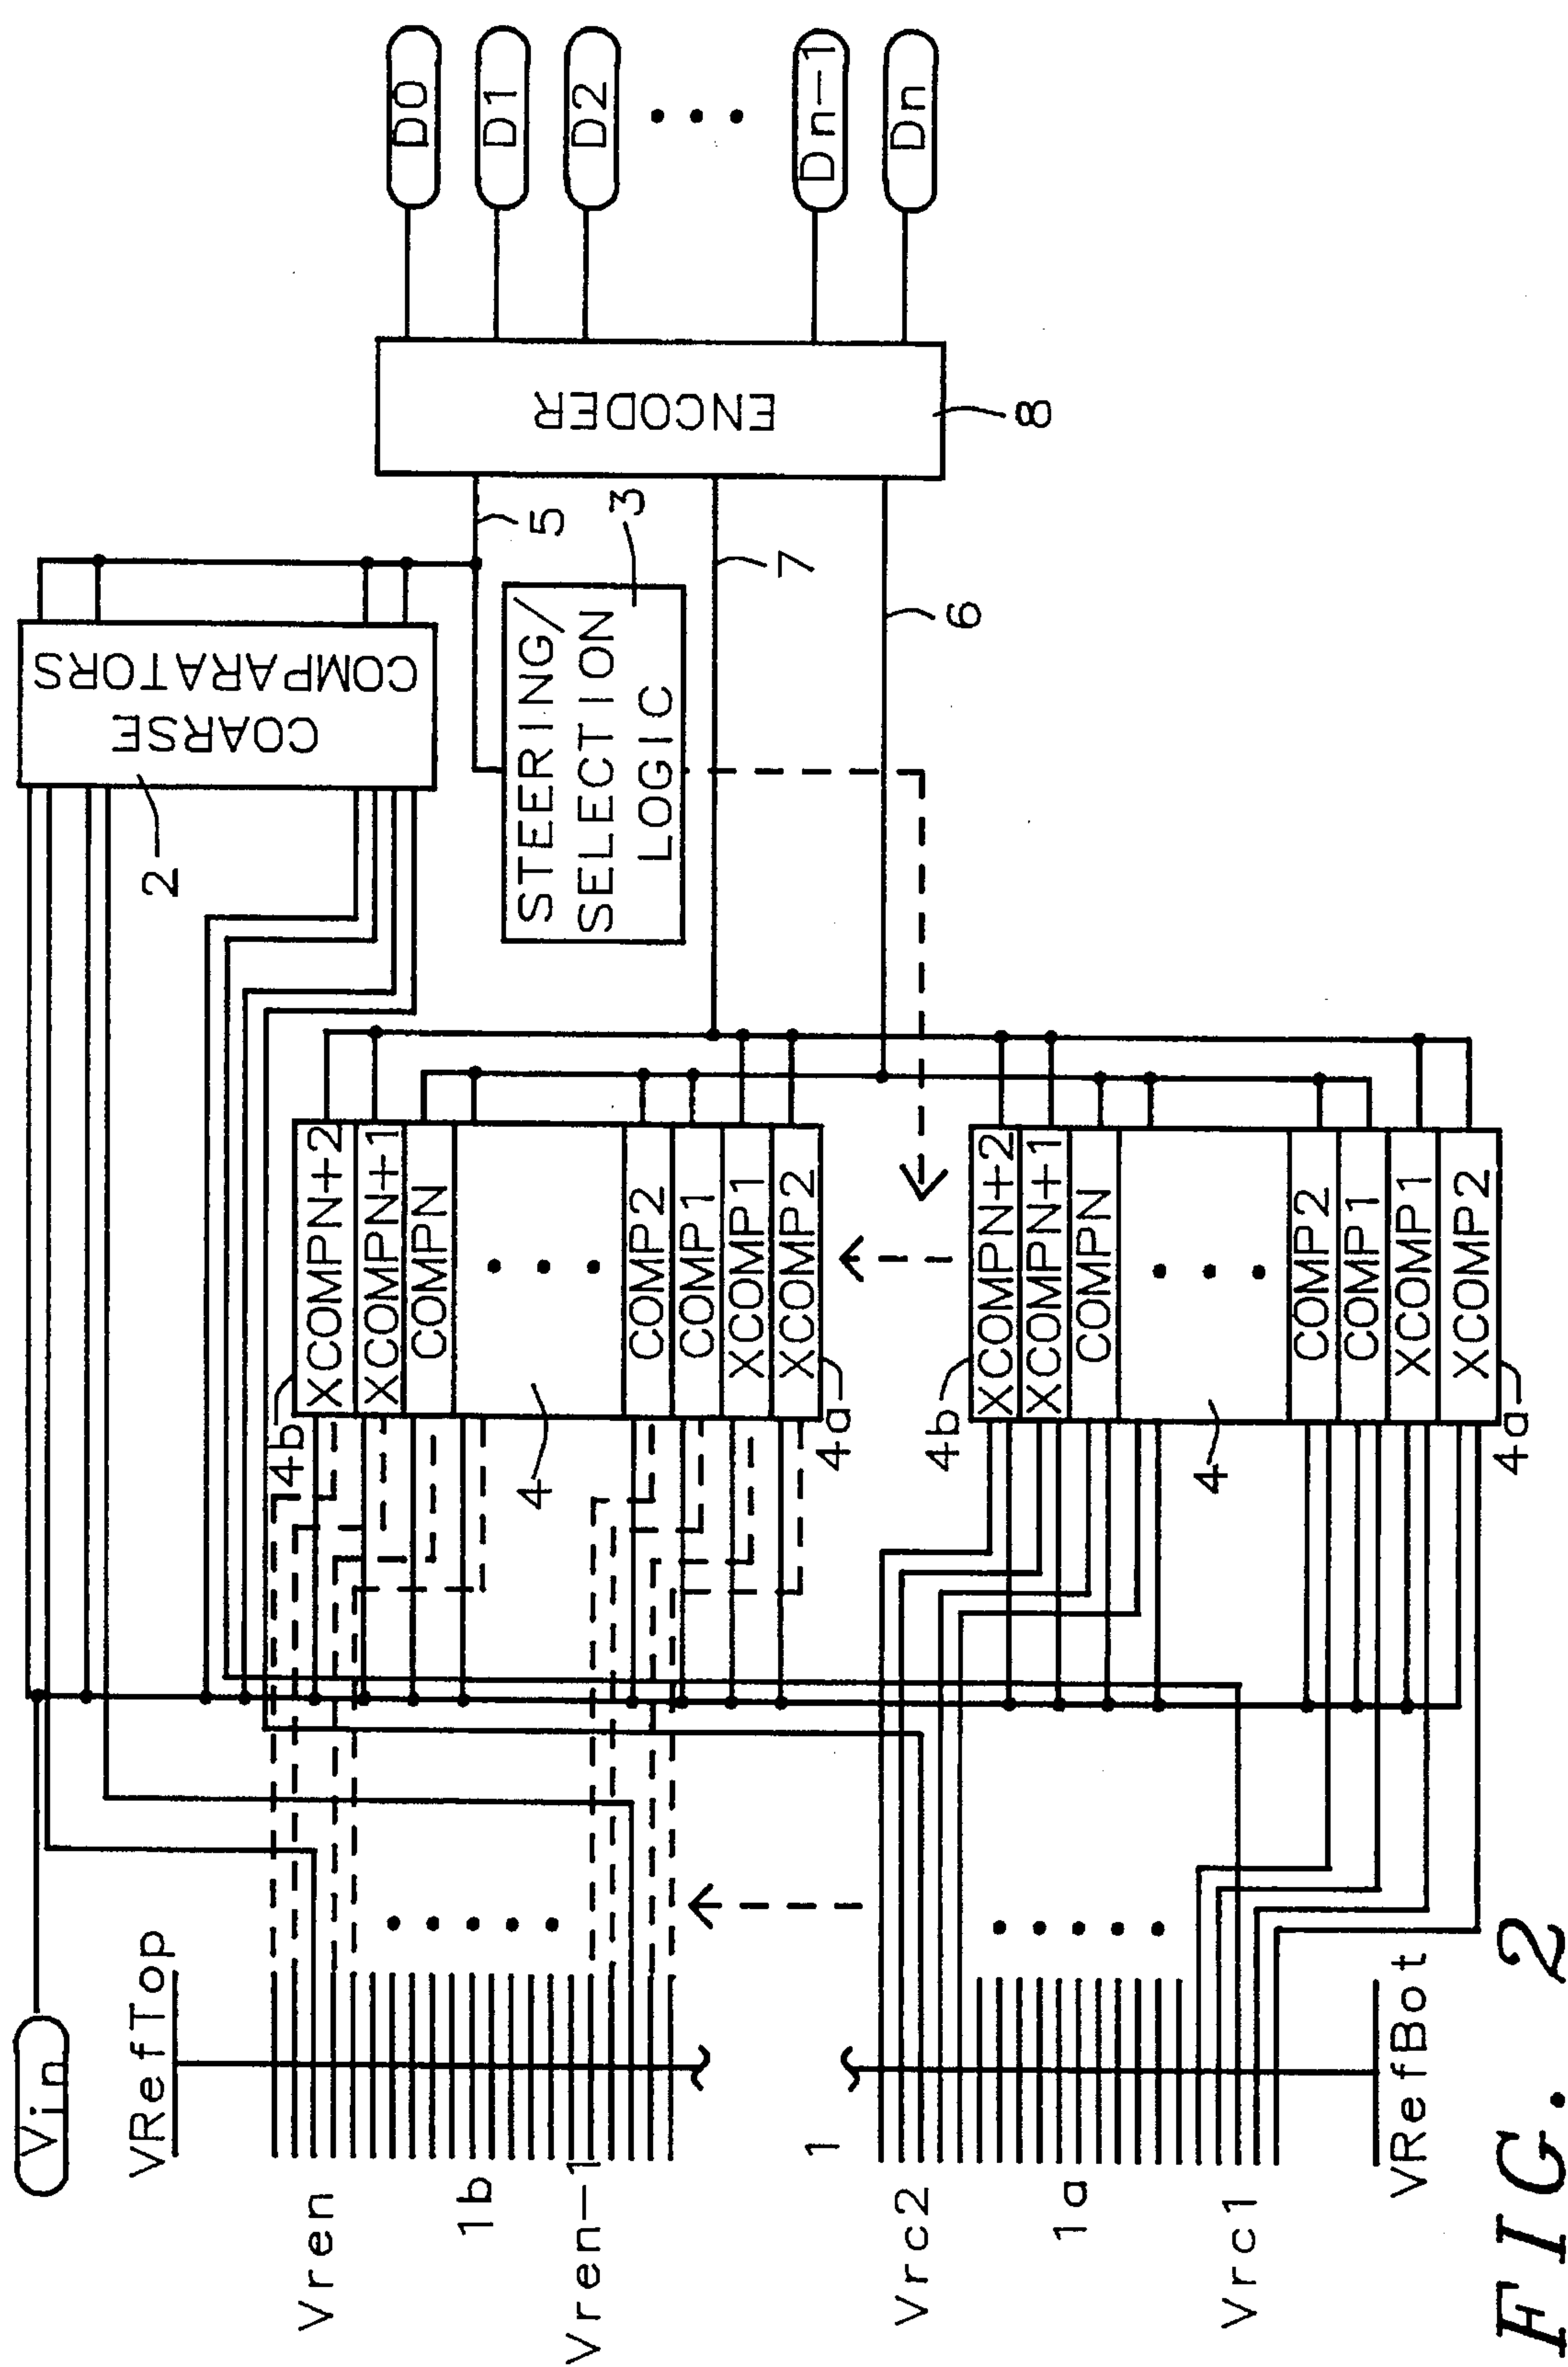 Vin
VRefTop
Vren
1b
Vren-1
1
Vrc2
1a
Vrc1
VRefBot
4b
XCOMPN+2
XCOMPN+1
COMPN
4
COMP2
COMP1
XCOMP1
XCOMP2
4a
4b
XCOMPN+2
XCOMPN+1
COMPN
4
COMP2
COMP1
XCOMP1
XCOMP2
4a
2
COARSE
COMPARATORS
STEERING/
SELECTION
LOGIC
3
5
7
6
ENCODER
8
D0
D1
D2
Dn-1
Dn
FIG. 2